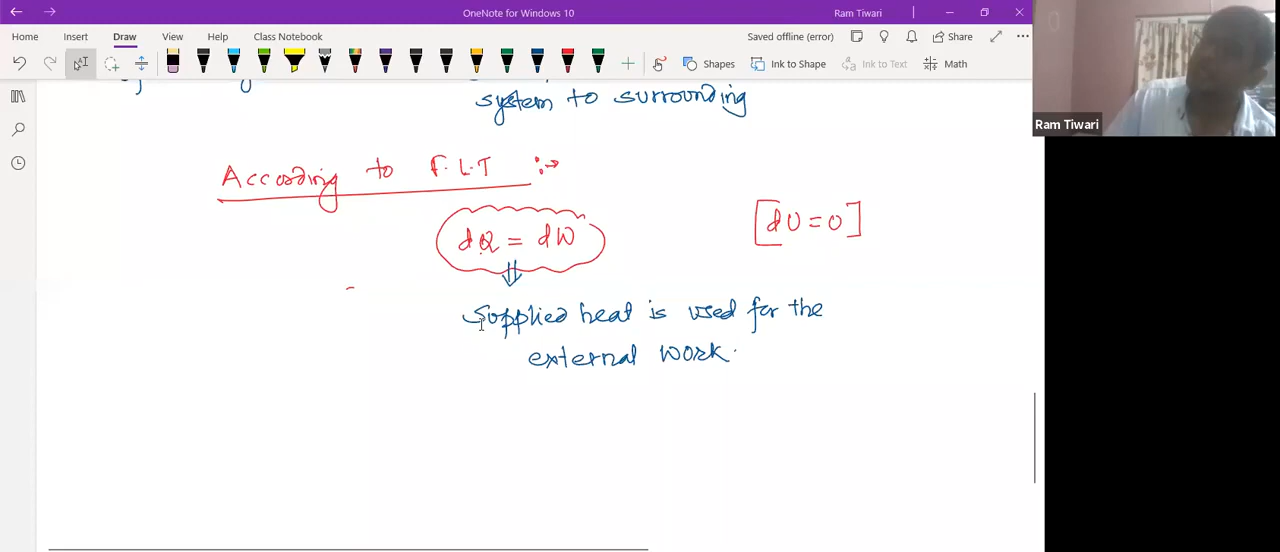 OneNote for Windows 10
Ram Tiwari
Home Insert Draw View Help Class Notebook
Saved offline (error) Share
Shapes Ink to Shape Ink to Text Math
Ram Tiwari
system to surrounding
According to F.L.T :→
dQ = dW [dU = 0]
⇓
Supplied heat is used for the
external work.